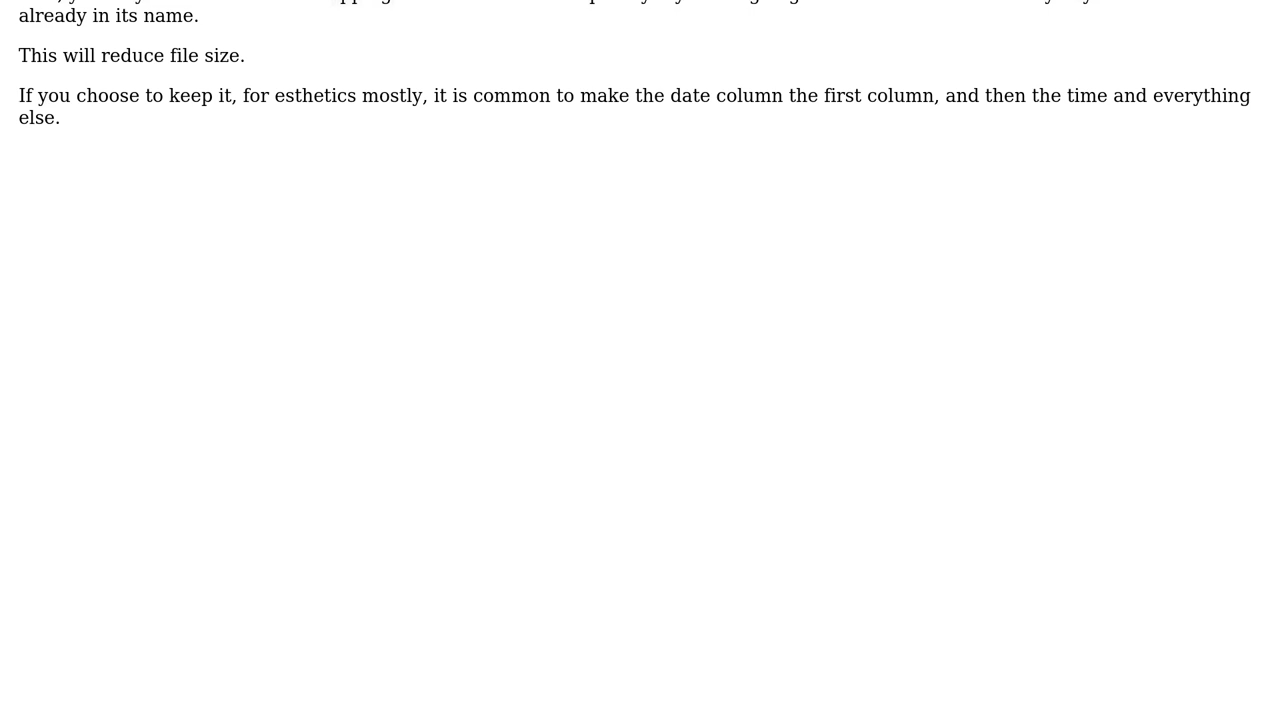 already in its name.
This will reduce file size.
If you choose to keep it, for esthetics mostly, it is common to make the date column the first column, and then the time and everything
else.